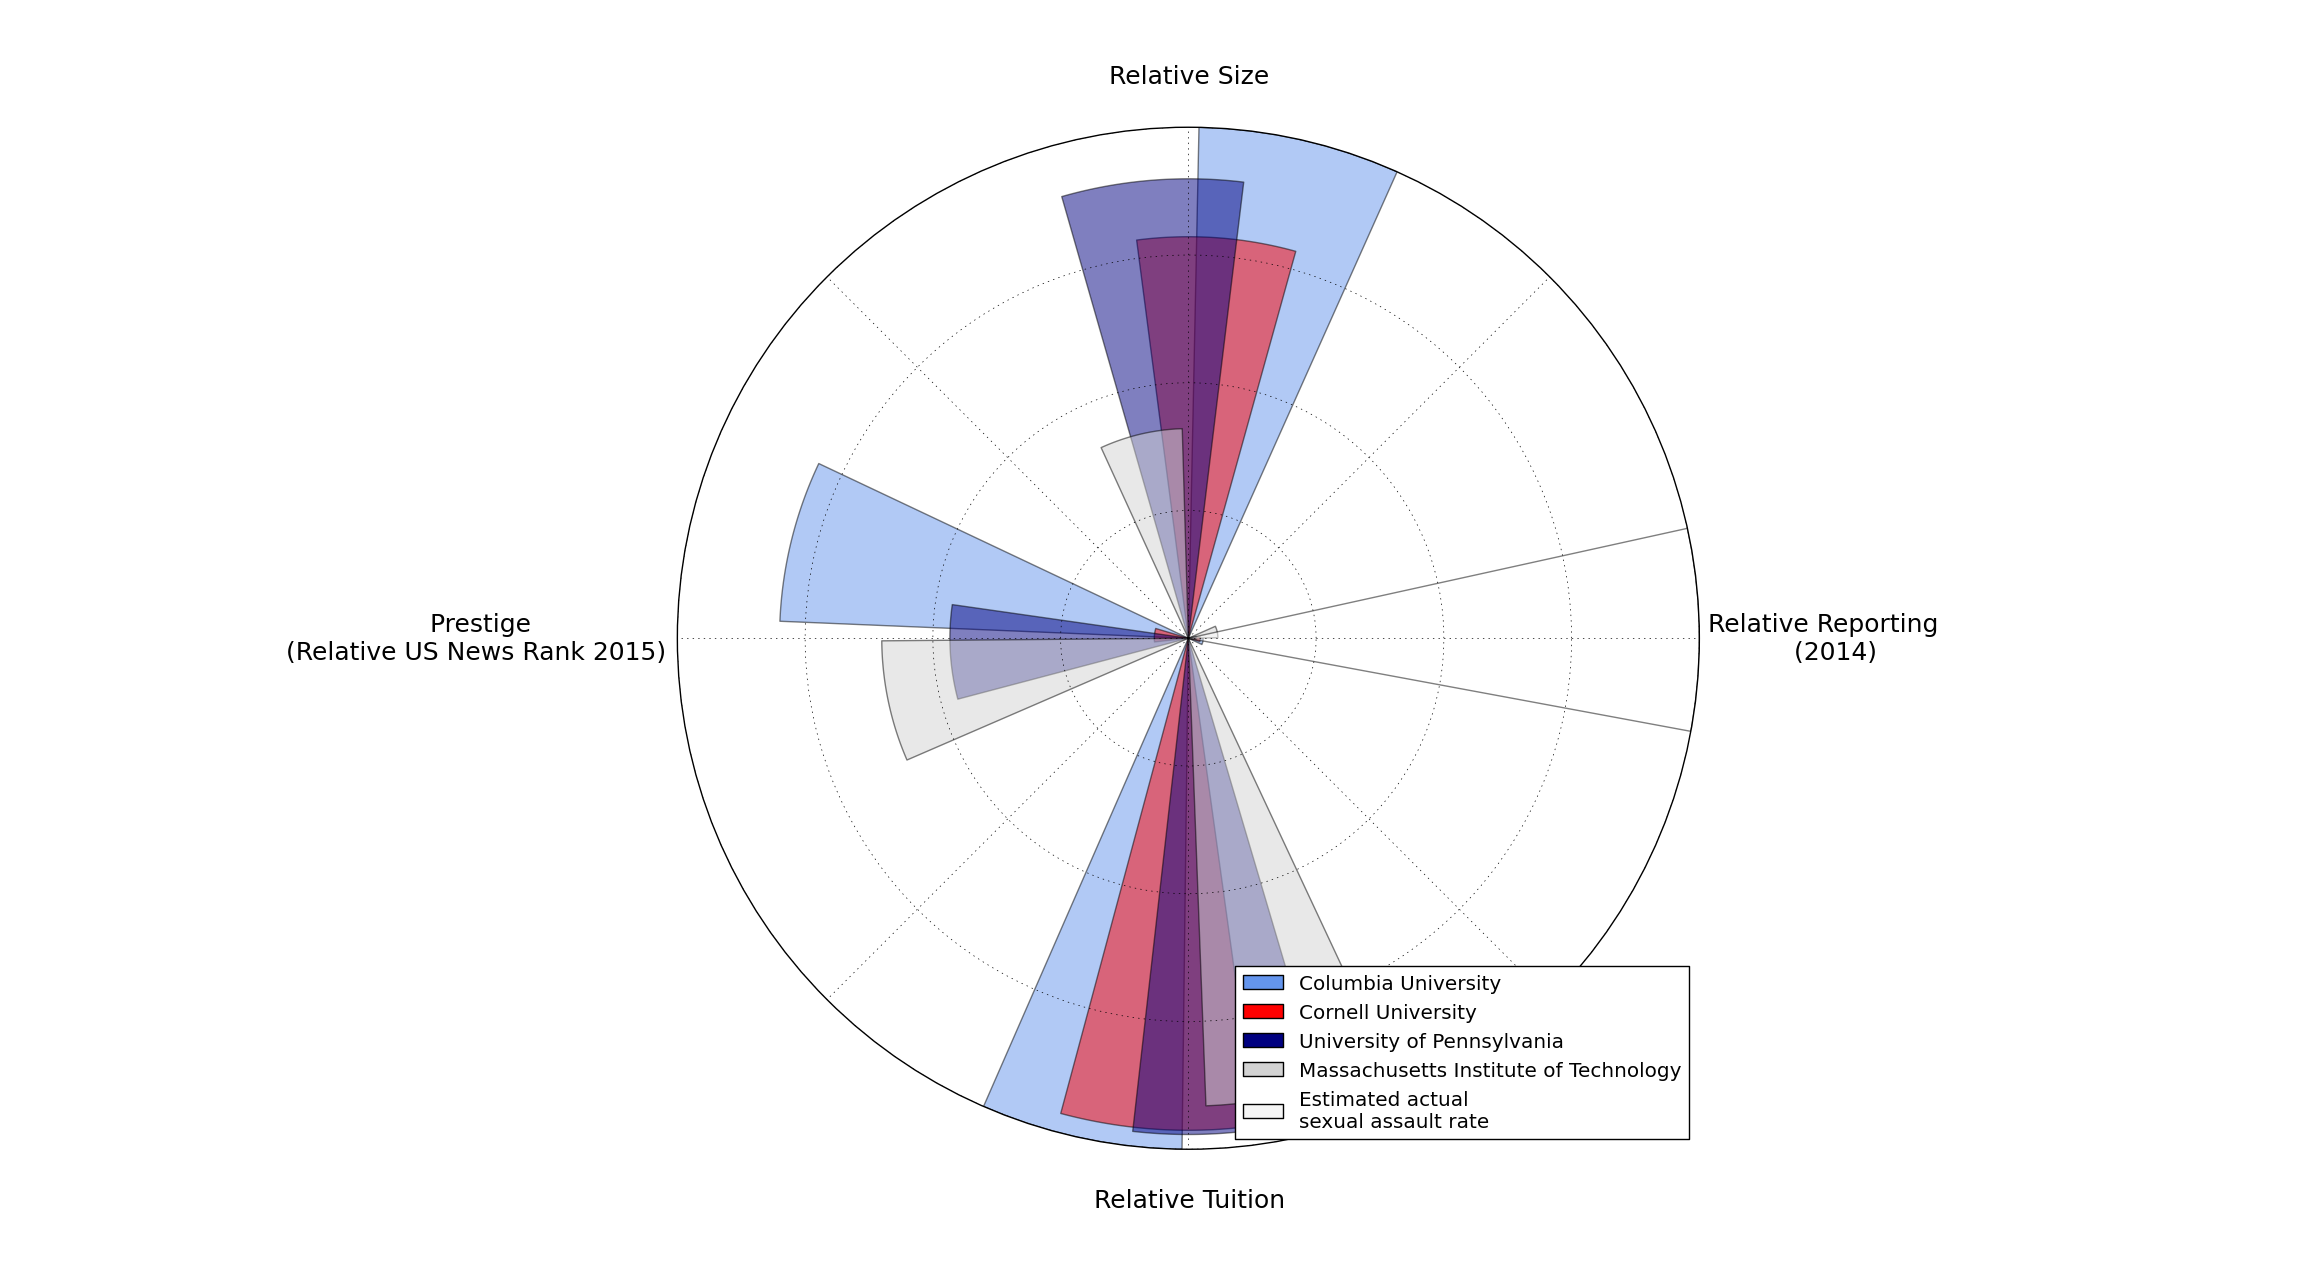 Relative Size
Prestige
(Relative US News Rank 2015)
Relative Reporting
(2014)
Columbia University
Cornell University
University of Pennsylvania
Massachusetts Institute of Technology
Estimated actual
sexual assault rate
Relative Tuition